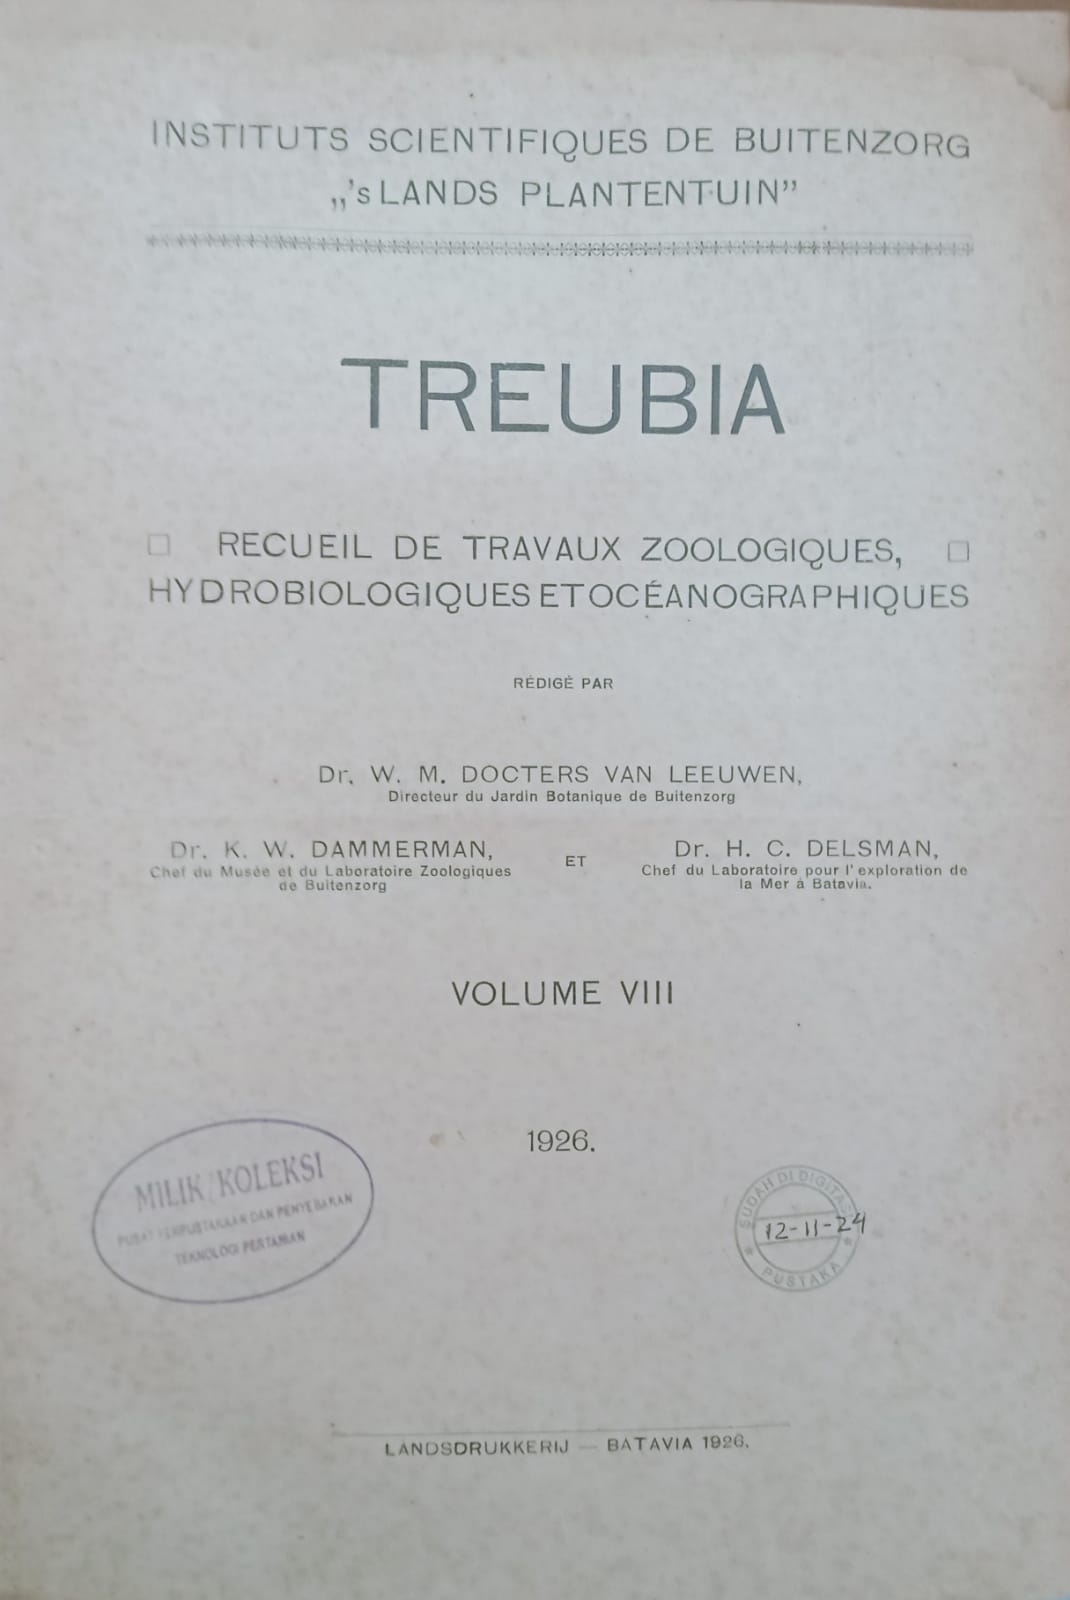 INSTITUTS SCIENTIFIQUES DE BUITENZORG
„'s LANDS PLANTENTUIN”
TREUBIA
RECUEIL DE TRAVAUX ZOOLOGIQUES,
HYDROBIOLOGIQUES ET OCÉANOGRAPHIQUES
RÉDIGÉ PAR
Dr. W. M. DOCTERS VAN LEEUWEN,
Directeur du Jardin Botanique de Buitenzorg
Dr. K. W. DAMMERMAN,
Chef du Musée et du Laboratoire Zoologiques
de Buitenzorg
ET
Dr. H. C. DELSMAN,
Chef du Laboratoire pour l'exploration de
la Mer à Batavia.
VOLUME VIII
1926.
MILIK/KOLEKSI
PUSAT PERPUSTAKAAN DAN PENYEBARAN
TEKNOLOGI PERTANIAN
SUDAH DI DIGITASI
12-11-24
PUSTAKA
LANDSDRUKKERIJ — BATAVIA 1926.